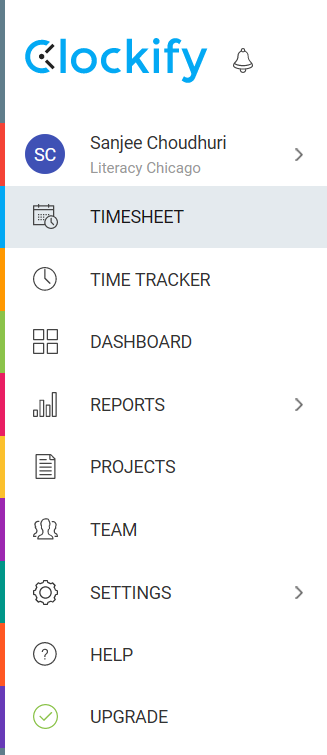 Clockify
SC
Sanjee Choudhuri
Literacy Chicago
TIMESHEET
TIME TRACKER
DASHBOARD
REPORTS
PROJECTS
TEAM
SETTINGS
?
HELP
UPGRADE